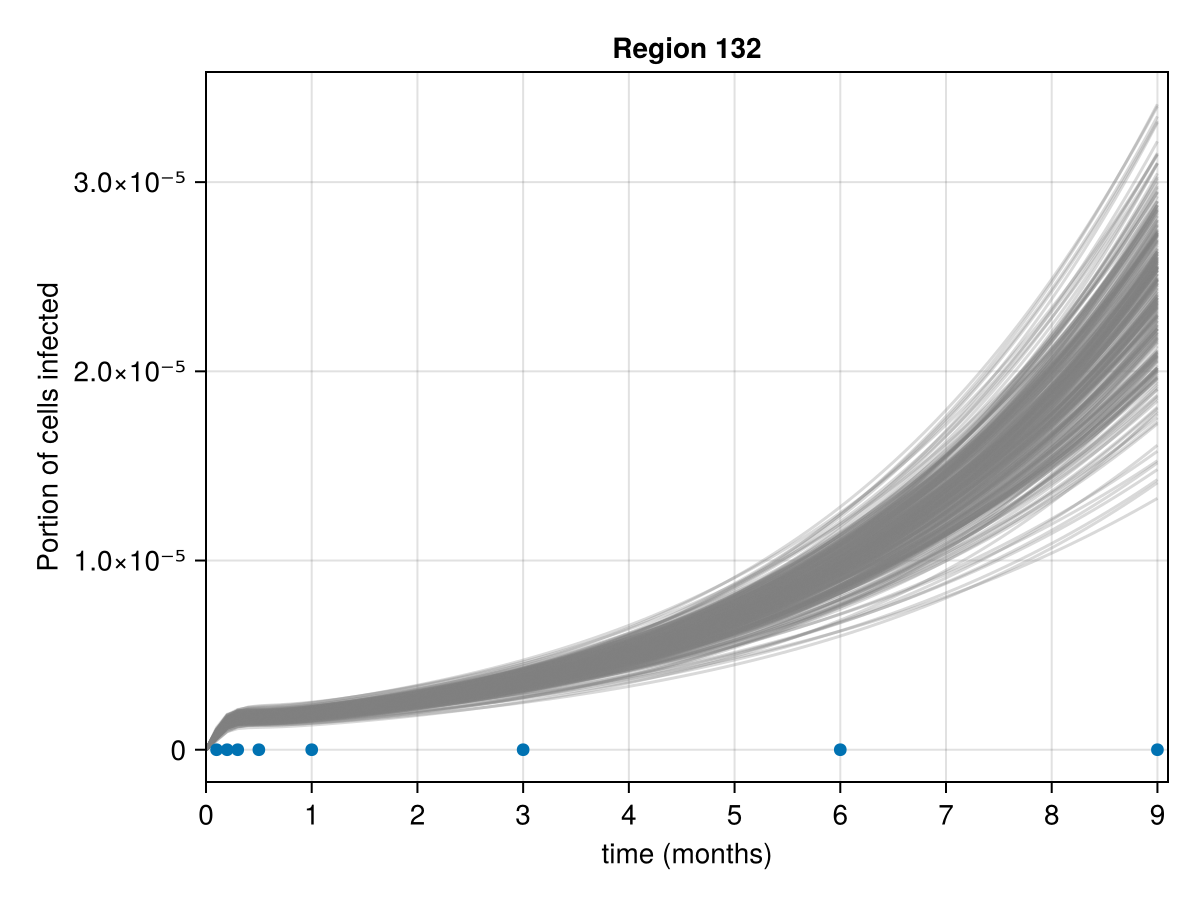 Region 132
Portion of cells infected
3.0×10⁻⁵
2.0×10⁻⁵
1.0×10⁻⁵
0
0 1 2 3 4 5 6 7 8 9
time (months)